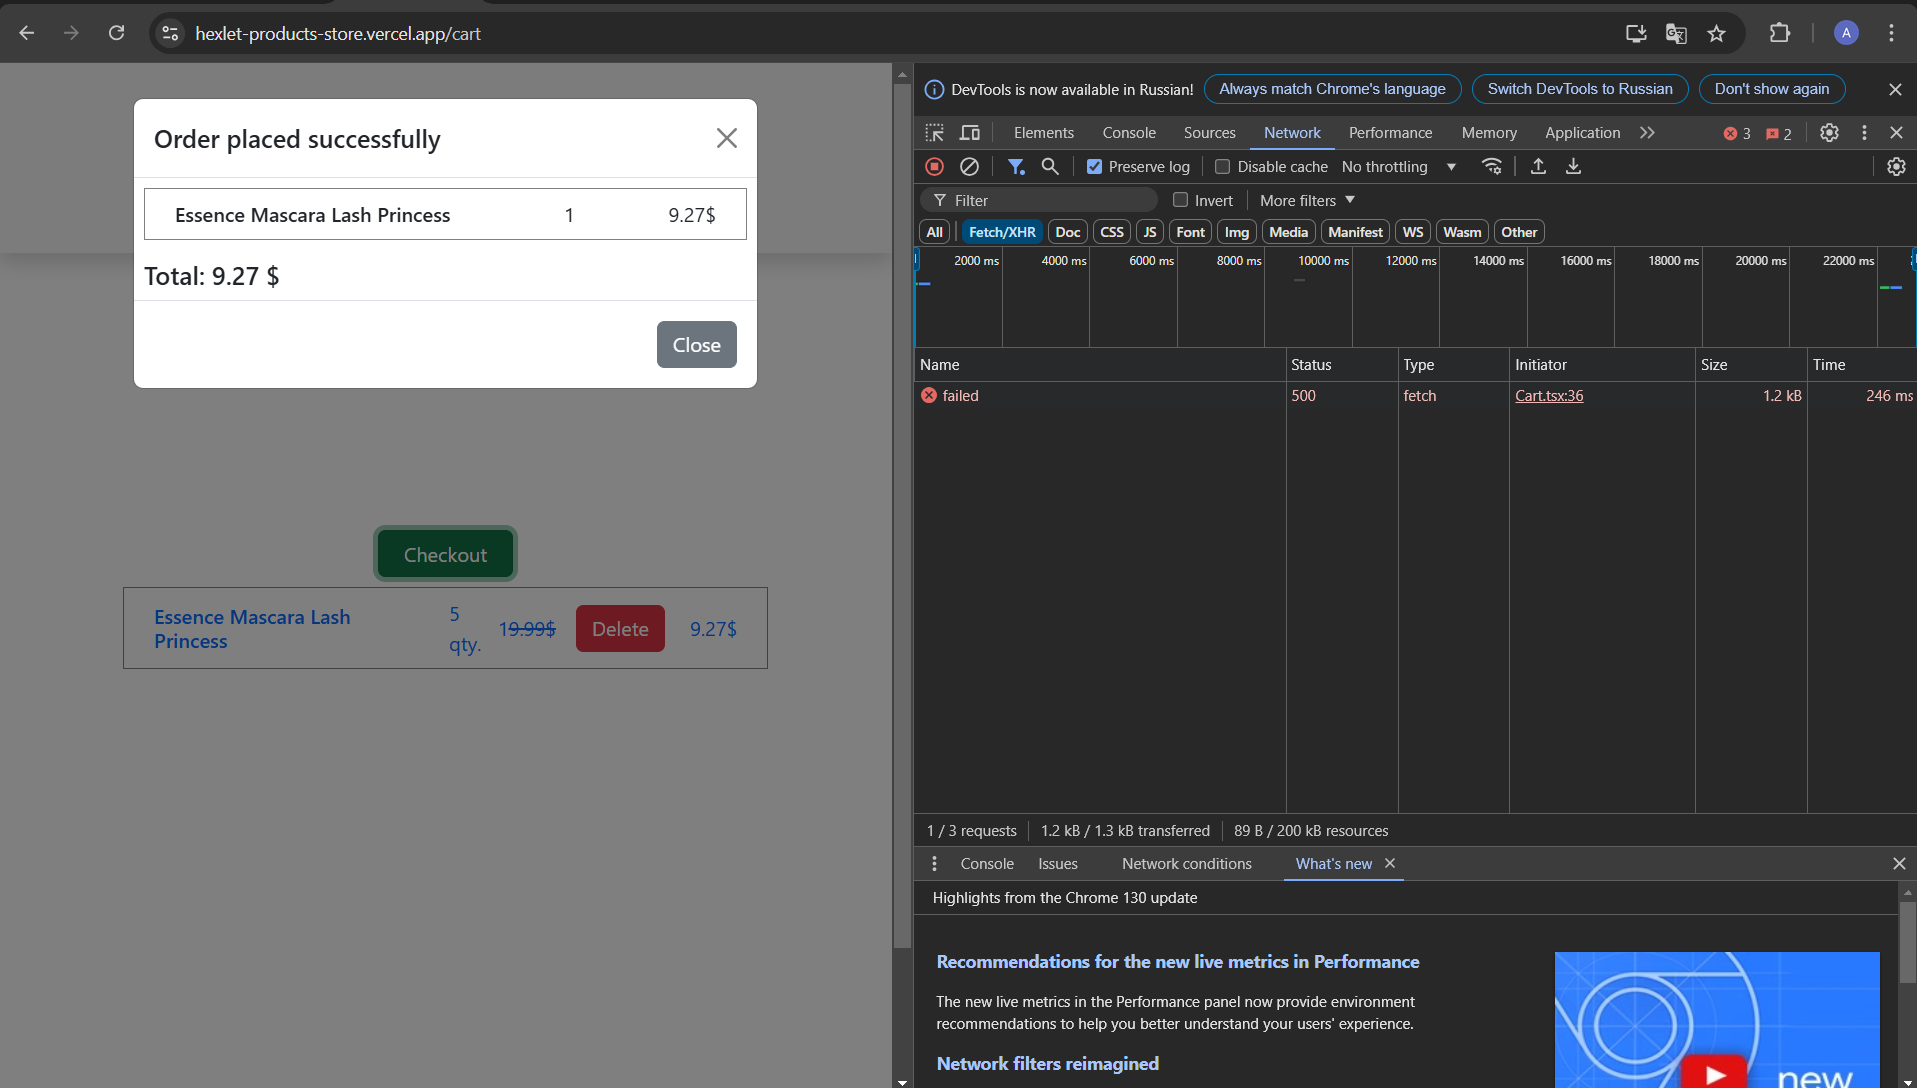 hexlet-products-store.vercel.app/cart
A
Order placed successfully
Essence Mascara Lash Princess 1 9.27$
Total: 9.27 $
Close
Checkout
Essence Mascara Lash Princess 5 qty. 19.99$ Delete 9.27$
DevTools is now available in Russian! Always match Chrome's language Switch DevTools to Russian Don't show again
Elements Console Sources Network Performance Memory Application 3 2
Preserve log Disable cache No throttling
Filter Invert More filters
All Fetch/XHR Doc CSS JS Font Img Media Manifest WS Wasm Other
2000 ms 4000 ms 6000 ms 8000 ms 10000 ms 12000 ms 14000 ms 16000 ms 18000 ms 20000 ms 22000 ms
Name Status Type Initiator Size Time
failed 500 fetch Cart.tsx:36 1.2 kB 246 ms
1 / 3 requests 1.2 kB / 1.3 kB transferred 89 B / 200 kB resources
Console Issues Network conditions What's new
Highlights from the Chrome 130 update
Recommendations for the new live metrics in Performance
The new live metrics in the Performance panel now provide environment
recommendations to help you better understand your users' experience.
Network filters reimagined
new